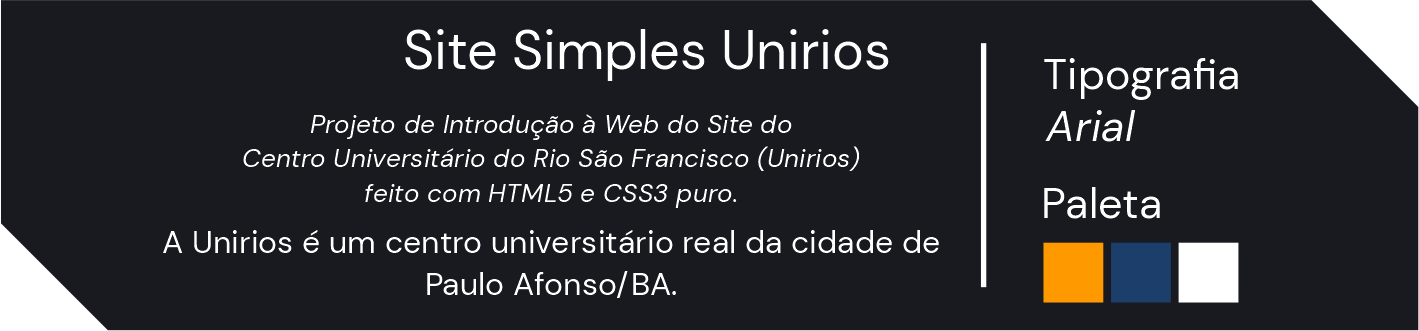 Site Simples Unirios
Projeto de Introdução à Web do Site do
Centro Universitário do Rio São Francisco (Unirios)
feito com HTML5 e CSS3 puro.
A Unirios é um centro universitário real da cidade de
Paulo Afonso/BA.
Tipografia
Arial
Paleta